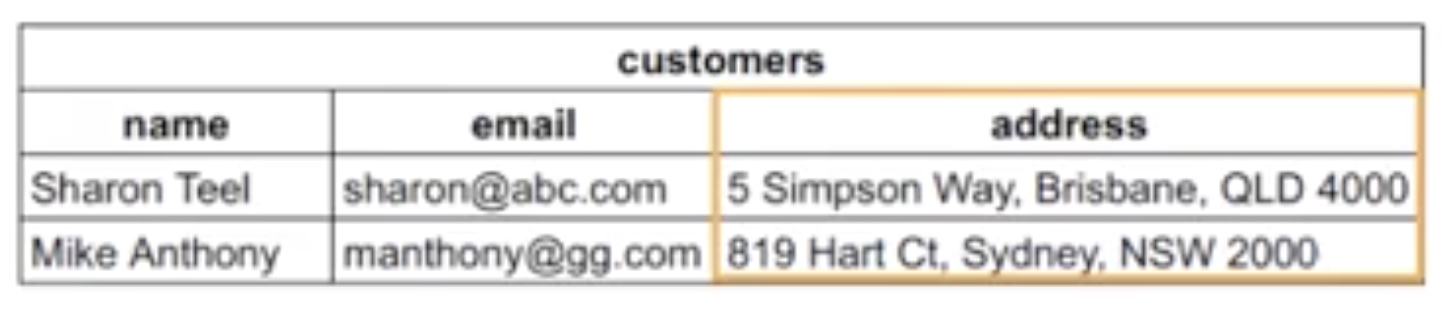 customers
name email address
Sharon Teel sharon@abc.com 5 Simpson Way, Brisbane, QLD 4000
Mike Anthony manthony@gg.com 819 Hart Ct, Sydney, NSW 2000